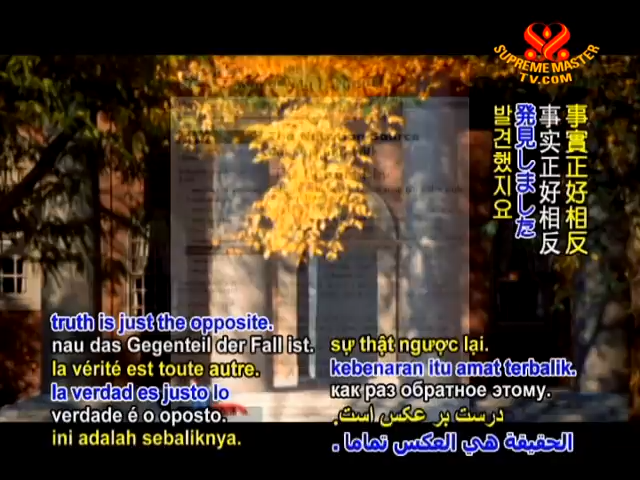 SUPREME MASTER
TV.COM
事實正好相反
事实正好相反
発見しました
발견했지요
truth is just the opposite.
nau das Gegenteil der Fall ist.
la vérité est toute autre.
la verdad es justo lo
verdade é o oposto.
ini adalah sebaliknya.
sự thật ngược lại.
kebenaran itu amat terbalik.
как раз обратное этому.
درست بر عکس است.
الحقيقة هي العكس تماما .